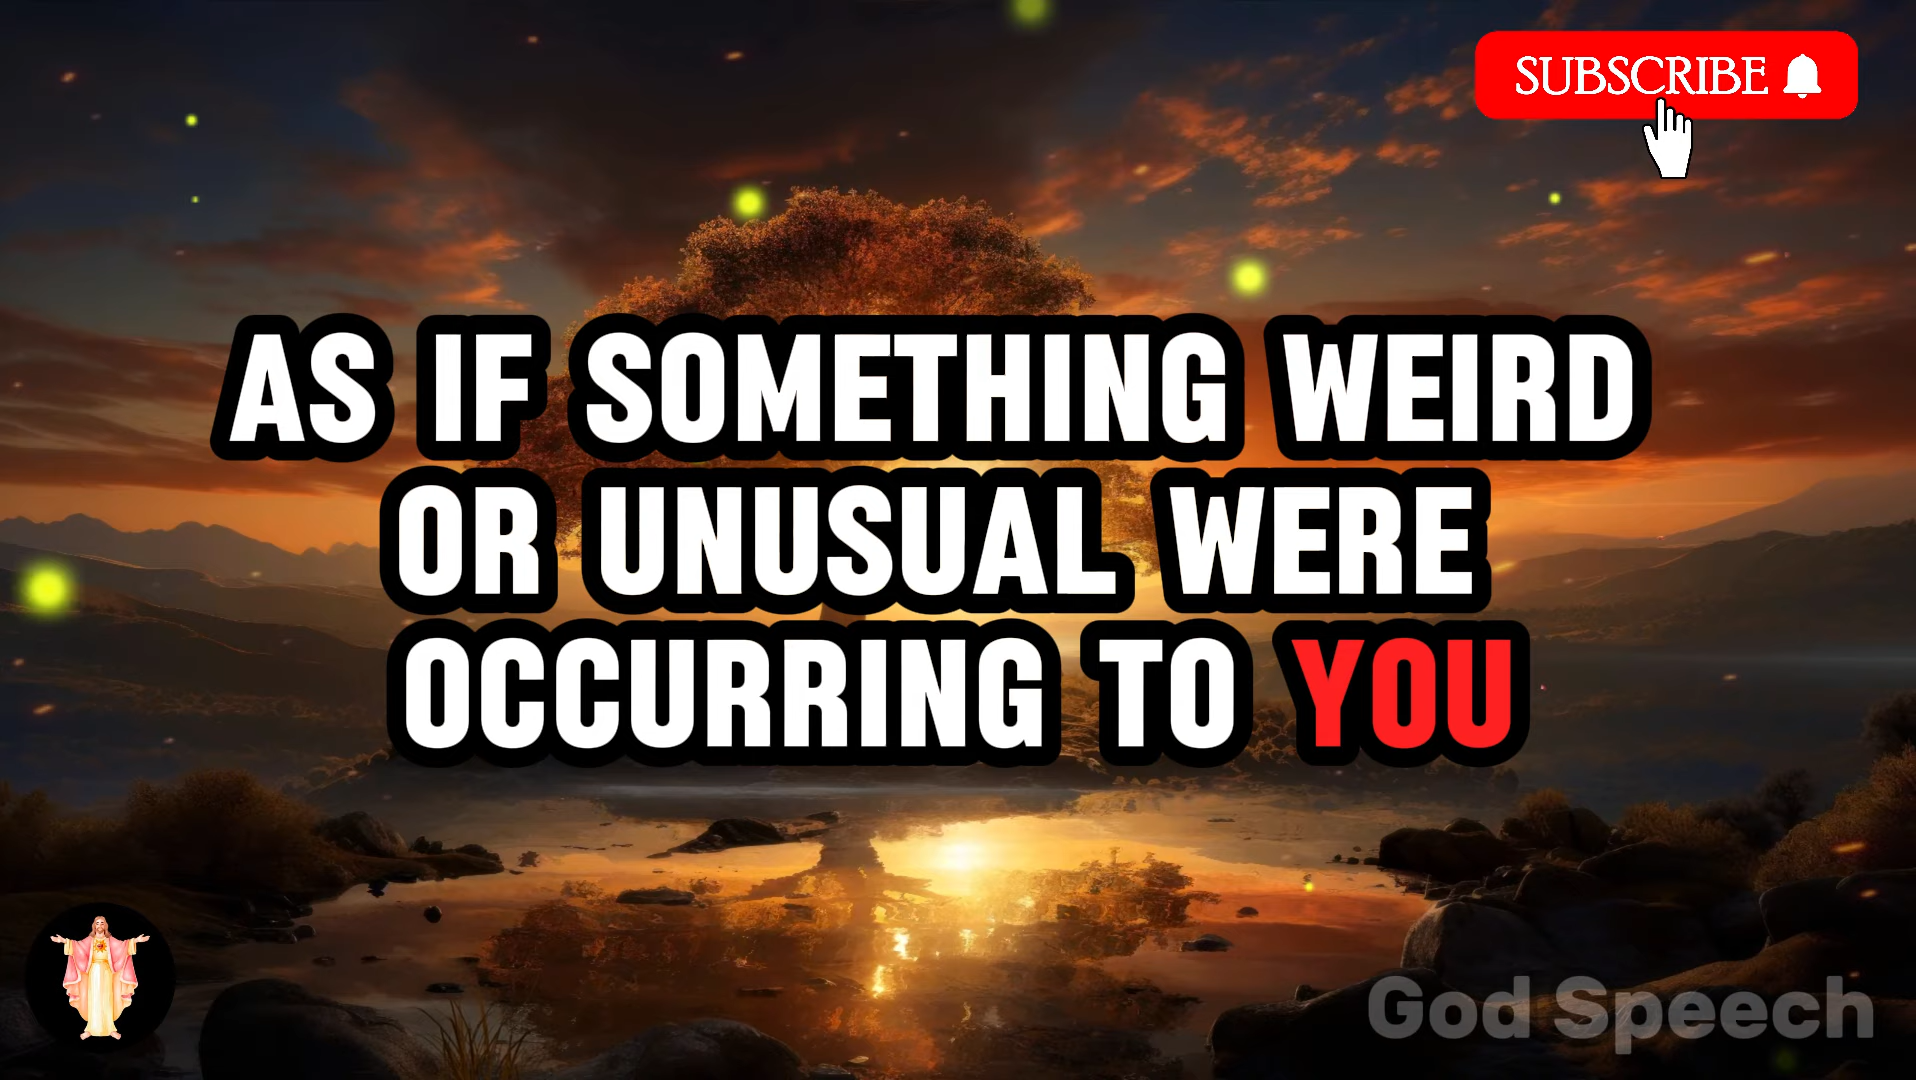 SUBSCRIBE
AS IF SOMETHING WEIRD
OR UNUSUAL WERE
OCCURRING TO YOU
God Speech